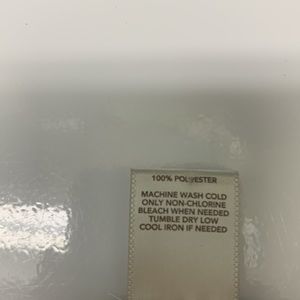 100% POLYESTER
MACHINE WASH COLD
ONLY NON-CHLORINE
BLEACH WHEN NEEDED
TUMBLE DRY LOW
COOL IRON IF NEEDED